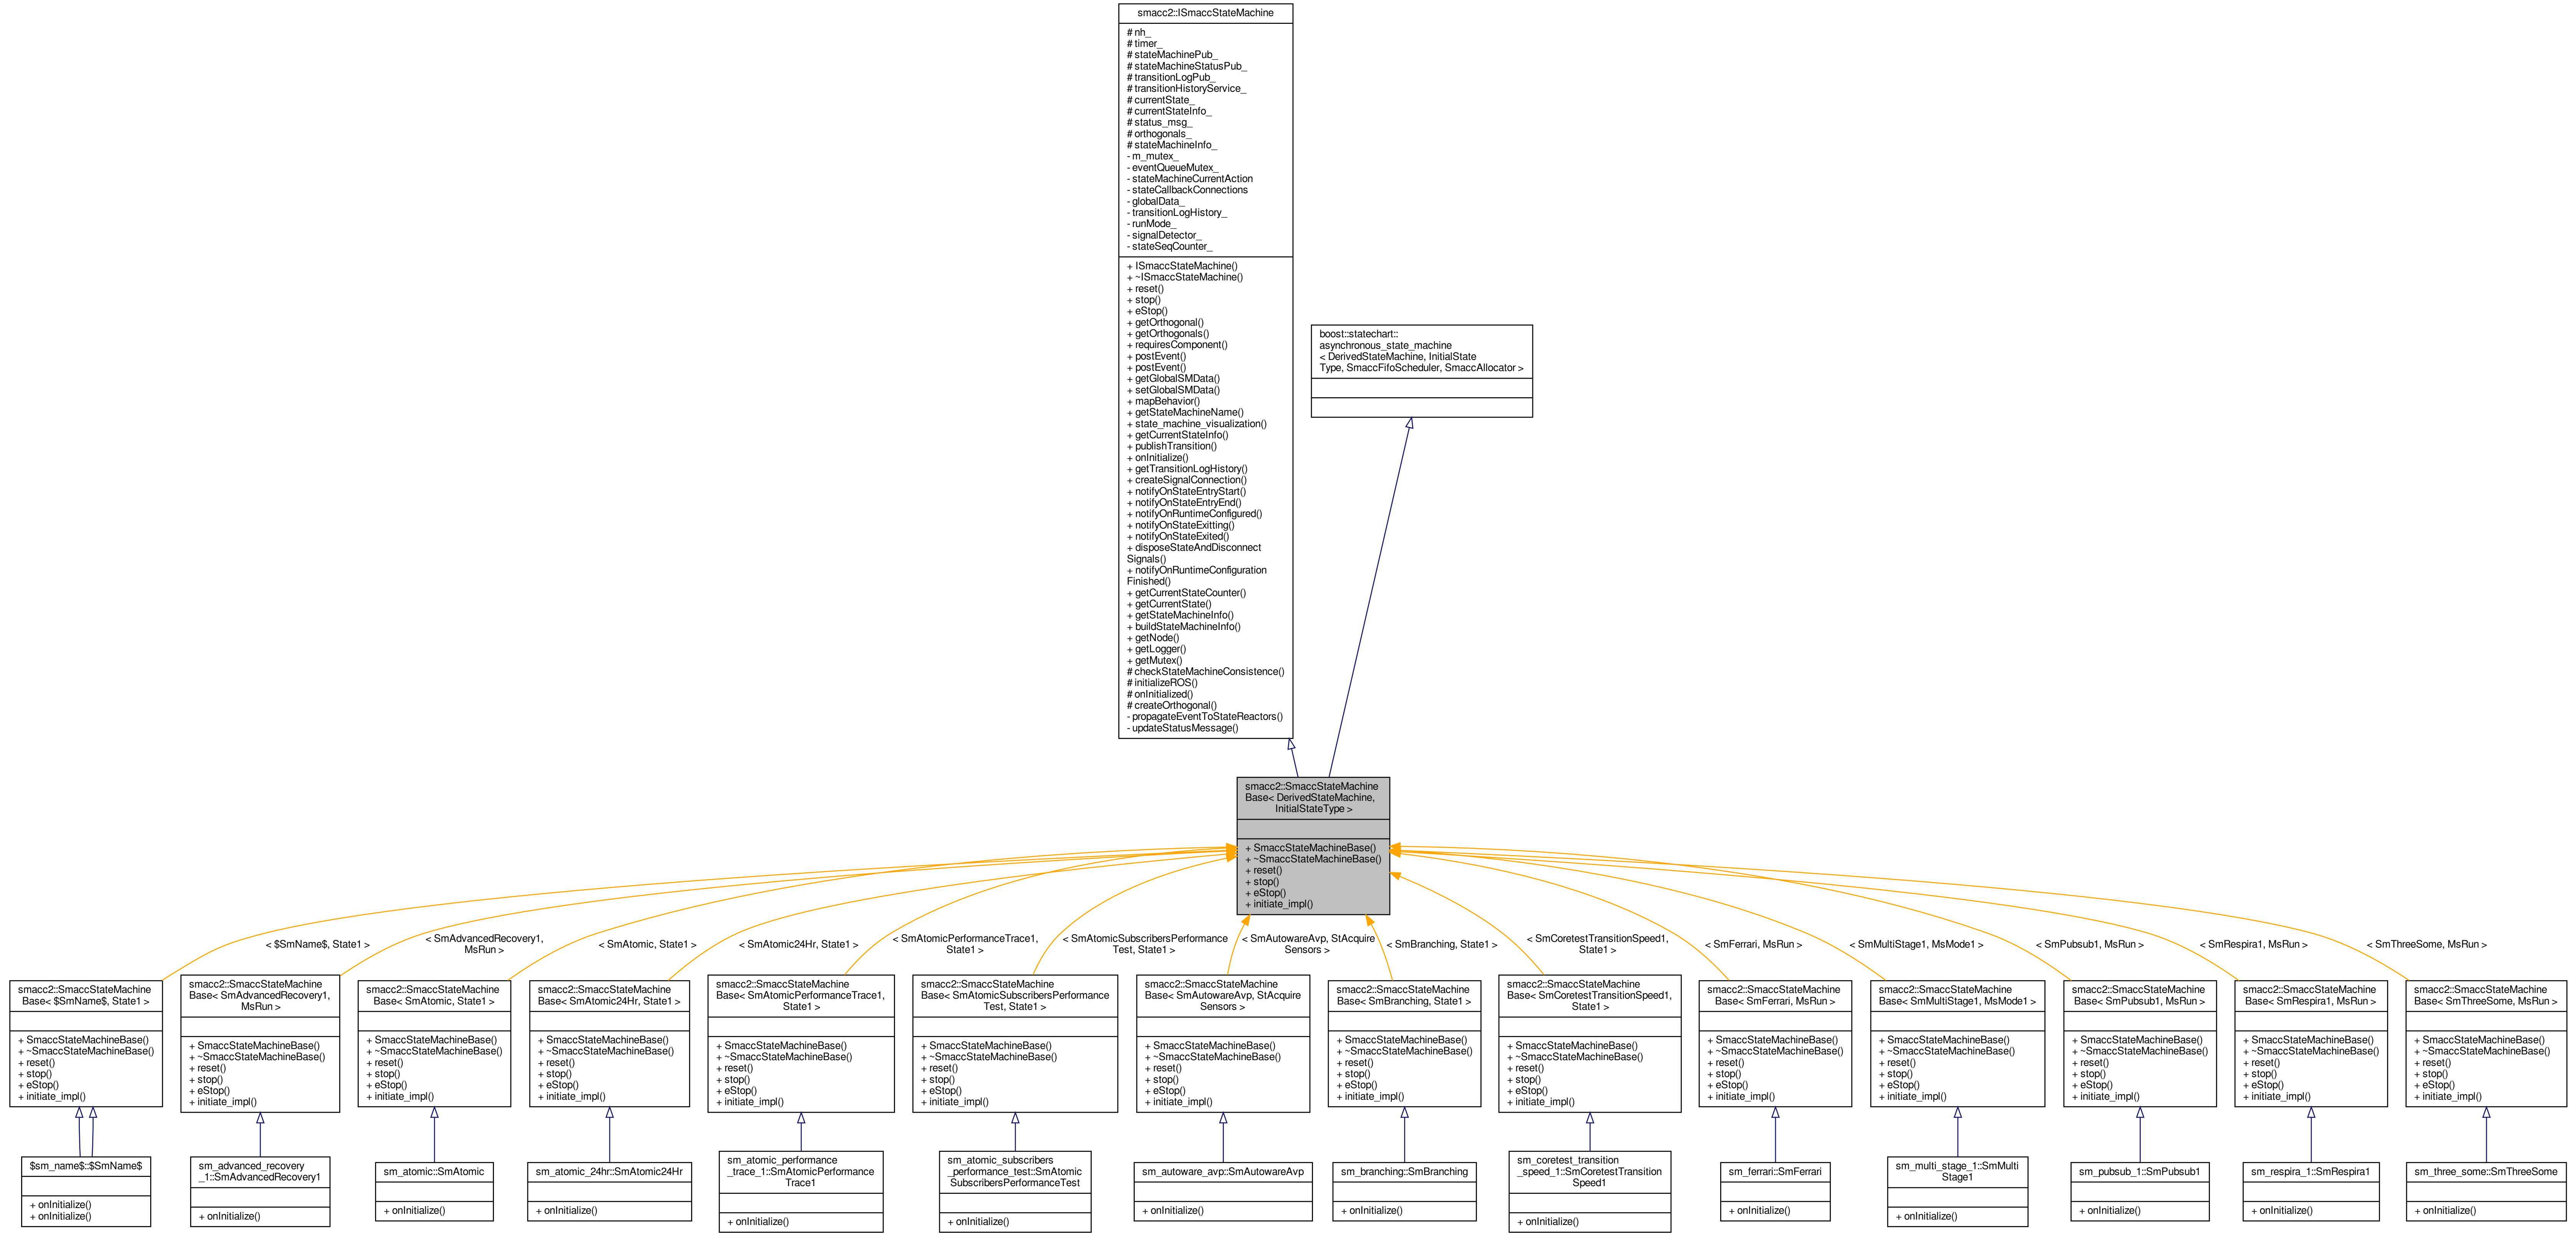 smacc2::ISmaccStateMachine
# nh_
# timer_
# stateMachinePub_
# stateMachineStatusPub_
# transitionLogPub_
# transitionHistoryService_
# currentState_
# currentStateInfo_
# status_msg_
# orthogonals_
# stateMachineInfo_
- m_mutex_
- eventQueueMutex_
- stateMachineCurrentAction
- stateCallbackConnections
- globalData_
- transitionLogHistory_
- runMode_
- signalDetector_
- stateSeqCounter_
+ ISmaccStateMachine()
+ ~ISmaccStateMachine()
+ reset()
+ stop()
+ eStop()
+ getOrthogonal()
+ getOrthogonals()
+ requiresComponent()
+ postEvent()
+ postEvent()
+ getGlobalSMData()
+ setGlobalSMData()
+ mapBehavior()
+ getStateMachineName()
+ state_machine_visualization()
+ getCurrentStateInfo()
+ publishTransition()
+ onInitialize()
+ getTransitionLogHistory()
+ createSignalConnection()
+ notifyOnStateEntryStart()
+ notifyOnStateEntryEnd()
+ notifyOnRuntimeConfigured()
+ notifyOnStateExitting()
+ notifyOnStateExited()
+ disposeStateAndDisconnect
Signals()
+ notifyOnRuntimeConfiguration
Finished()
+ getCurrentStateCounter()
+ getCurrentState()
+ getStateMachineInfo()
+ buildStateMachineInfo()
+ getNode()
+ getLogger()
+ getMutex()
# checkStateMachineConsistence()
# initializeROS()
# onInitialized()
# createOrthogonal()
- propagateEventToStateReactors()
- updateStatusMessage()
boost::statechart::
asynchronous_state_machine
< DerivedStateMachine, InitialState
Type, SmaccFifoScheduler, SmaccAllocator >
smacc2::SmaccStateMachine
Base< DerivedStateMachine,
InitialStateType >
+ SmaccStateMachineBase()
+ ~SmaccStateMachineBase()
+ reset()
+ stop()
+ eStop()
+ initiate_impl()
< $SmName$, State1 >
< SmAdvancedRecovery1,
MsRun >
< SmAtomic, State1 >
< SmAtomic24Hr, State1 >
< SmAtomicPerformanceTrace1,
State1 >
< SmAtomicSubscribersPerformance
Test, State1 >
< SmAutowareAvp, StAcquire
Sensors >
< SmBranching, State1 >
< SmCoretestTransitionSpeed1,
State1 >
< SmFerrari, MsRun >
< SmMultiStage1, MsMode1 >
< SmPubsub1, MsRun >
< SmRespira1, MsRun >
< SmThreeSome, MsRun >
smacc2::SmaccStateMachine
Base< $SmName$, State1 >
+ SmaccStateMachineBase()
+ ~SmaccStateMachineBase()
+ reset()
+ stop()
+ eStop()
+ initiate_impl()
smacc2::SmaccStateMachine
Base< SmAdvancedRecovery1,
MsRun >
+ SmaccStateMachineBase()
+ ~SmaccStateMachineBase()
+ reset()
+ stop()
+ eStop()
+ initiate_impl()
smacc2::SmaccStateMachine
Base< SmAtomic, State1 >
+ SmaccStateMachineBase()
+ ~SmaccStateMachineBase()
+ reset()
+ stop()
+ eStop()
+ initiate_impl()
smacc2::SmaccStateMachine
Base< SmAtomic24Hr, State1 >
+ SmaccStateMachineBase()
+ ~SmaccStateMachineBase()
+ reset()
+ stop()
+ eStop()
+ initiate_impl()
smacc2::SmaccStateMachine
Base< SmAtomicPerformanceTrace1,
State1 >
+ SmaccStateMachineBase()
+ ~SmaccStateMachineBase()
+ reset()
+ stop()
+ eStop()
+ initiate_impl()
smacc2::SmaccStateMachine
Base< SmAtomicSubscribersPerformance
Test, State1 >
+ SmaccStateMachineBase()
+ ~SmaccStateMachineBase()
+ reset()
+ stop()
+ eStop()
+ initiate_impl()
smacc2::SmaccStateMachine
Base< SmAutowareAvp, StAcquire
Sensors >
+ SmaccStateMachineBase()
+ ~SmaccStateMachineBase()
+ reset()
+ stop()
+ eStop()
+ initiate_impl()
smacc2::SmaccStateMachine
Base< SmBranching, State1 >
+ SmaccStateMachineBase()
+ ~SmaccStateMachineBase()
+ reset()
+ stop()
+ eStop()
+ initiate_impl()
smacc2::SmaccStateMachine
Base< SmCoretestTransitionSpeed1,
State1 >
+ SmaccStateMachineBase()
+ ~SmaccStateMachineBase()
+ reset()
+ stop()
+ eStop()
+ initiate_impl()
smacc2::SmaccStateMachine
Base< SmFerrari, MsRun >
+ SmaccStateMachineBase()
+ ~SmaccStateMachineBase()
+ reset()
+ stop()
+ eStop()
+ initiate_impl()
smacc2::SmaccStateMachine
Base< SmMultiStage1, MsMode1 >
+ SmaccStateMachineBase()
+ ~SmaccStateMachineBase()
+ reset()
+ stop()
+ eStop()
+ initiate_impl()
smacc2::SmaccStateMachine
Base< SmPubsub1, MsRun >
+ SmaccStateMachineBase()
+ ~SmaccStateMachineBase()
+ reset()
+ stop()
+ eStop()
+ initiate_impl()
smacc2::SmaccStateMachine
Base< SmRespira1, MsRun >
+ SmaccStateMachineBase()
+ ~SmaccStateMachineBase()
+ reset()
+ stop()
+ eStop()
+ initiate_impl()
smacc2::SmaccStateMachine
Base< SmThreeSome, MsRun >
+ SmaccStateMachineBase()
+ ~SmaccStateMachineBase()
+ reset()
+ stop()
+ eStop()
+ initiate_impl()
$sm_name$::$SmName$
+ onInitialize()
+ onInitialize()
sm_advanced_recovery
_1::SmAdvancedRecovery1
+ onInitialize()
sm_atomic::SmAtomic
+ onInitialize()
sm_atomic_24hr::SmAtomic24Hr
+ onInitialize()
sm_atomic_performance
_trace_1::SmAtomicPerformance
Trace1
+ onInitialize()
sm_atomic_subscribers
_performance_test::SmAtomic
SubscribersPerformanceTest
+ onInitialize()
sm_autoware_avp::SmAutowareAvp
+ onInitialize()
sm_branching::SmBranching
+ onInitialize()
sm_coretest_transition
_speed_1::SmCoretestTransition
Speed1
+ onInitialize()
sm_ferrari::SmFerrari
+ onInitialize()
sm_multi_stage_1::SmMulti
Stage1
+ onInitialize()
sm_pubsub_1::SmPubsub1
+ onInitialize()
sm_respira_1::SmRespira1
+ onInitialize()
sm_three_some::SmThreeSome
+ onInitialize()